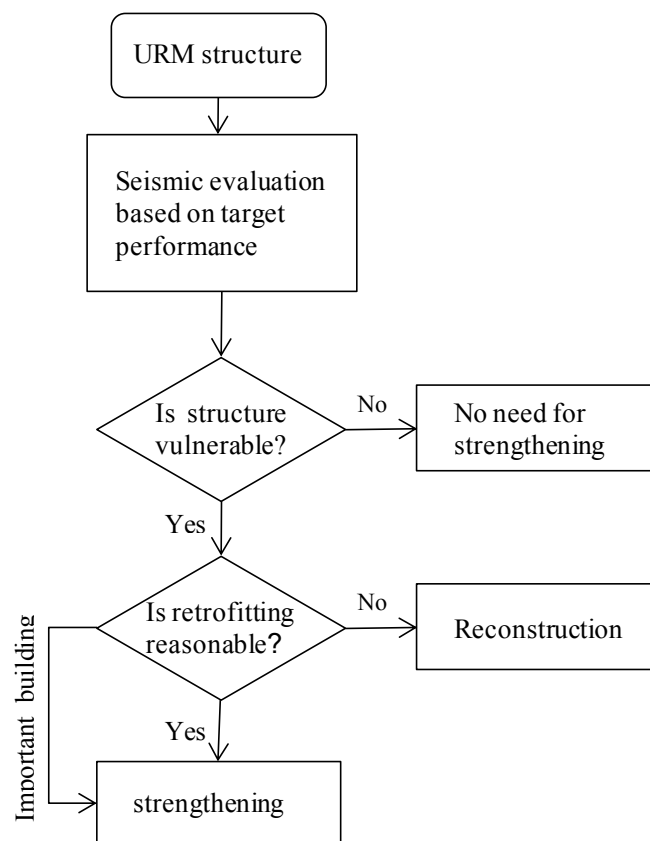 URM structure
Seismic evaluation
based on target
performance
Is structure
vulnerable?
No
No need for
strengthening
Yes
Is retrofitting
reasonable?
No
Reconstruction
Important building
Yes
strengthening